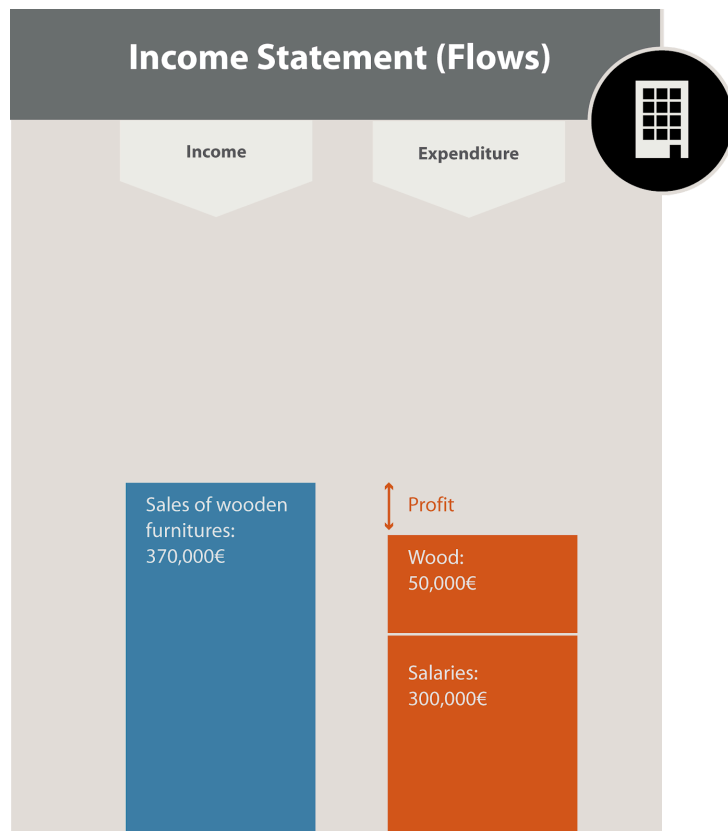 Income Statement (Flows)
Income
Expenditure
Sales of wooden
furnitures:
370,000€
Profit
Wood:
50,000€
Salaries:
300,000€